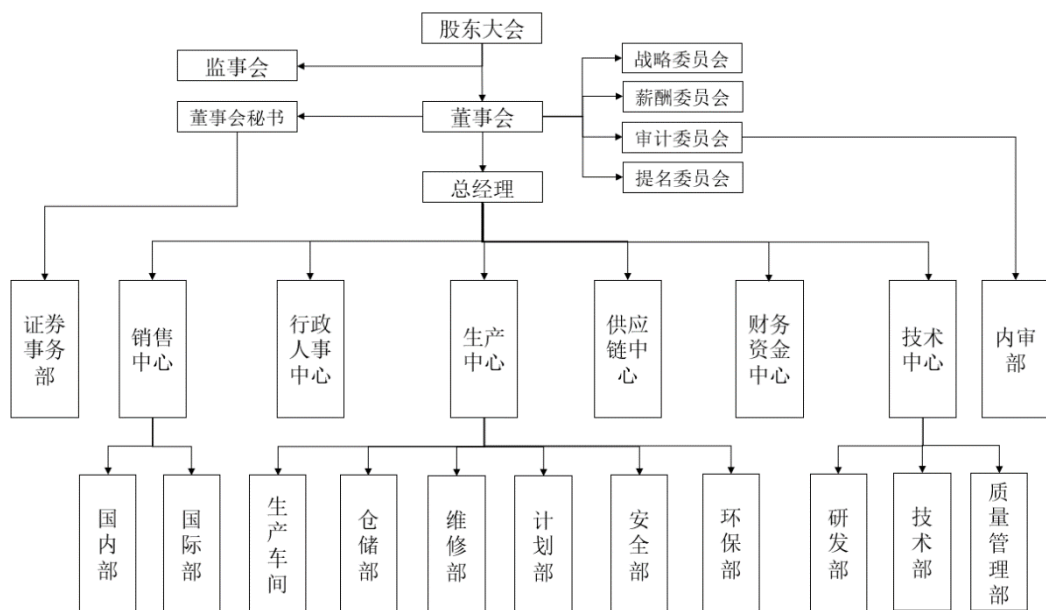 股东大会
监事会
战略委员会
薪酬委员会
董事会秘书
董事会
审计委员会
提名委员会
总经理
证券
事务
部
销售
中心
行政
人事
中心
生产
中心
供应
链中
心
财务
资金
中心
技术
中心
内审
部
国内部
国际部
生产车间
仓储部
维修部
计划部
安全部
环保部
研发部
技术部
质量管理部